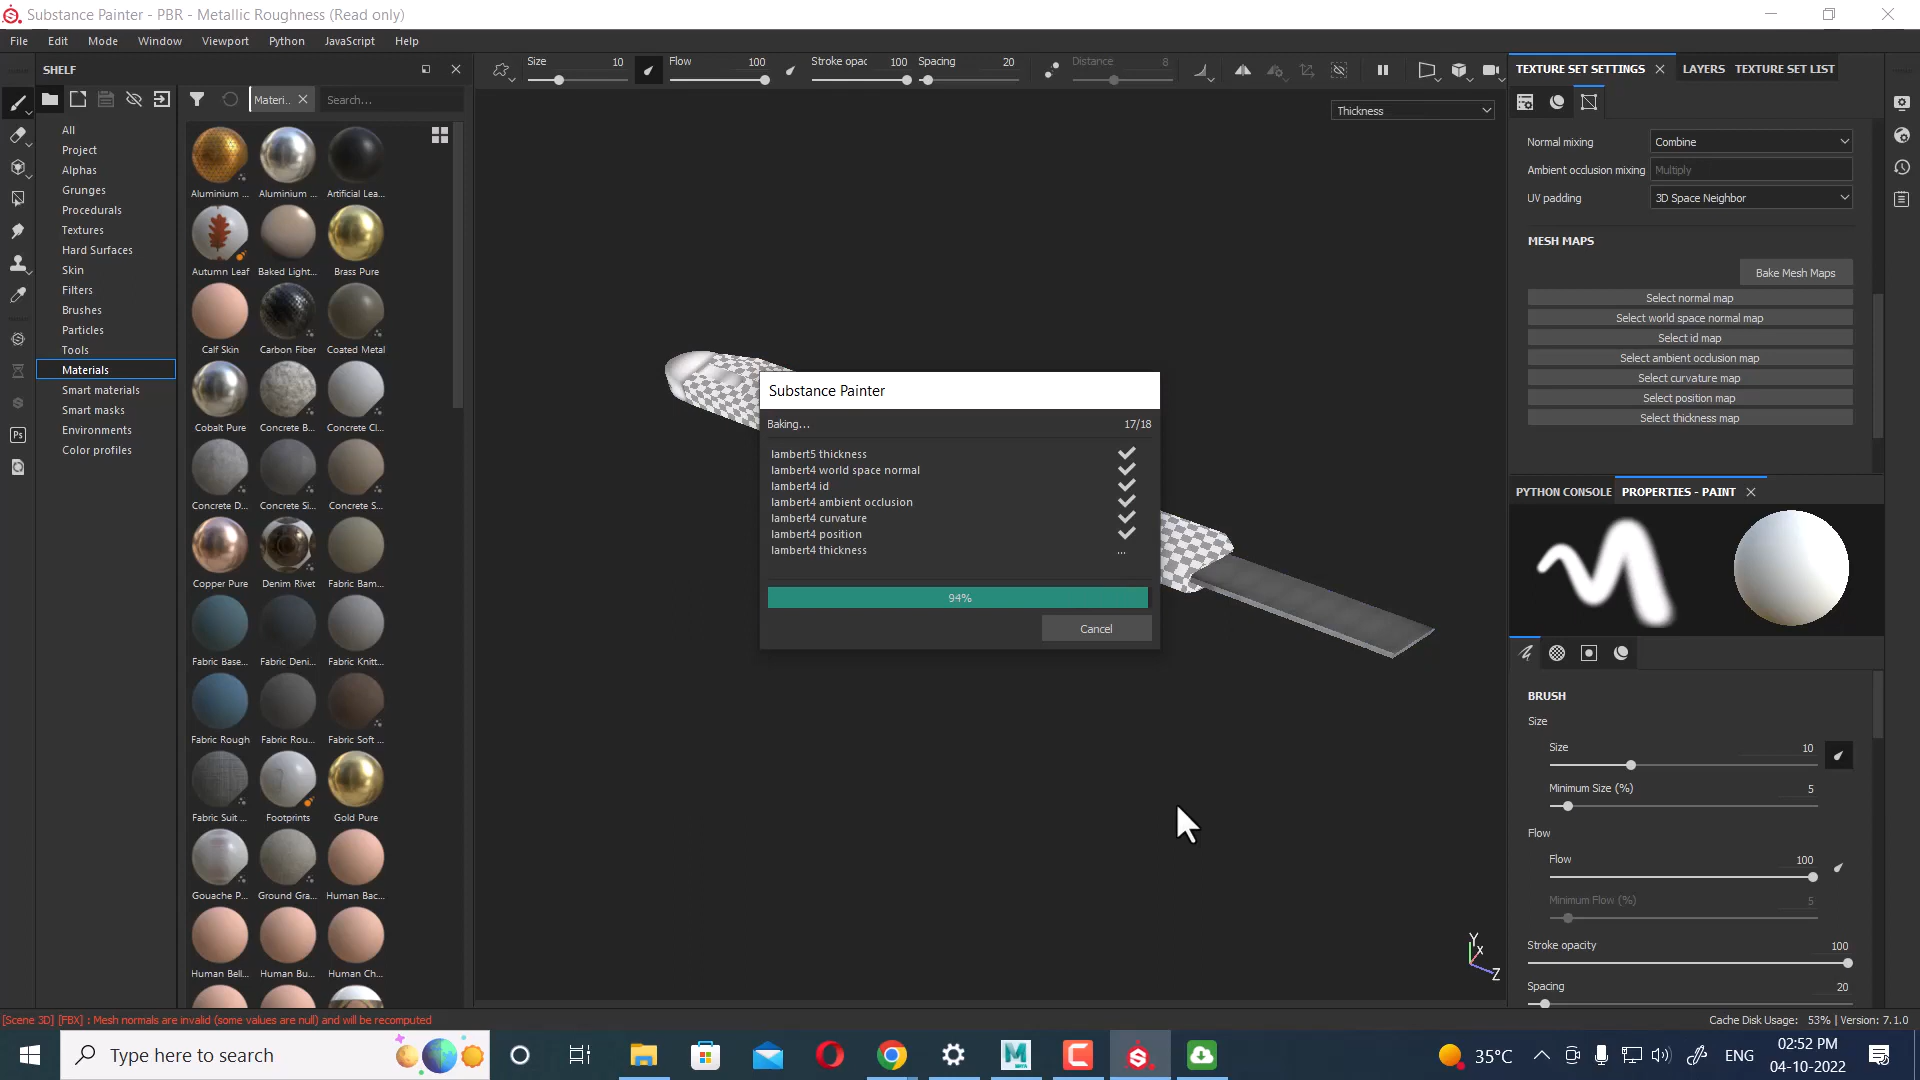 Substance Painter - PBR - Metallic Roughness (Read only)
File Edit Mode Window Viewport Python JavaScript Help
SHELF
Size 10
Flow 100
Stroke opac 100
Spacing 20
Distance 8
TEXTURE SET SETTINGS LAYERS TEXTURE SET LIST
Materi..
Search...
Thickness
All
Project
Alphas
Grunges
Procedurals
Textures
Hard Surfaces
Skin
Filters
Brushes
Particles
Tools
Materials
Smart materials
Smart masks
Environments
Color profiles
Ps
Aluminium ... Aluminium ... Artificial Lea...
Autumn Leaf Baked Light... Brass Pure
Calf Skin Carbon Fiber Coated Metal
Cobalt Pure Concrete B... Concrete Cl...
Concrete D... Concrete Si... Concrete S...
Copper Pure Denim Rivet Fabric Bam...
Fabric Base... Fabric Deni... Fabric Knitt...
Fabric Rough Fabric Rou... Fabric Soft ...
Fabric Suit ... Footprints Gold Pure
Gouache P... Ground Gra... Human Bac...
Human Bell... Human Bu... Human Ch...
Substance Painter
Baking... 17/18
lambert5 thickness
lambert4 world space normal
lambert4 id
lambert4 ambient occlusion
lambert4 curvature
lambert4 position
lambert4 thickness ...
94%
Cancel
Y
X
Z
Normal mixing Combine
Ambient occlusion mixing Multiply
UV padding 3D Space Neighbor
MESH MAPS
Bake Mesh Maps
Select normal map
Select world space normal map
Select id map
Select ambient occlusion map
Select curvature map
Select position map
Select thickness map
PYTHON CONSOLE PROPERTIES - PAINT
BRUSH
Size
Size 10
Minimum Size (%) 5
Flow
Flow 100
Minimum Flow (%) 5
Stroke opacity 100
Spacing 20
[Scene 3D] [FBX] : Mesh normals are invalid (some values are null) and will be recomputed
Cache Disk Usage: 53% | Version: 7.1.0
Type here to search
35°C
ENG
02:52 PM
04-10-2022